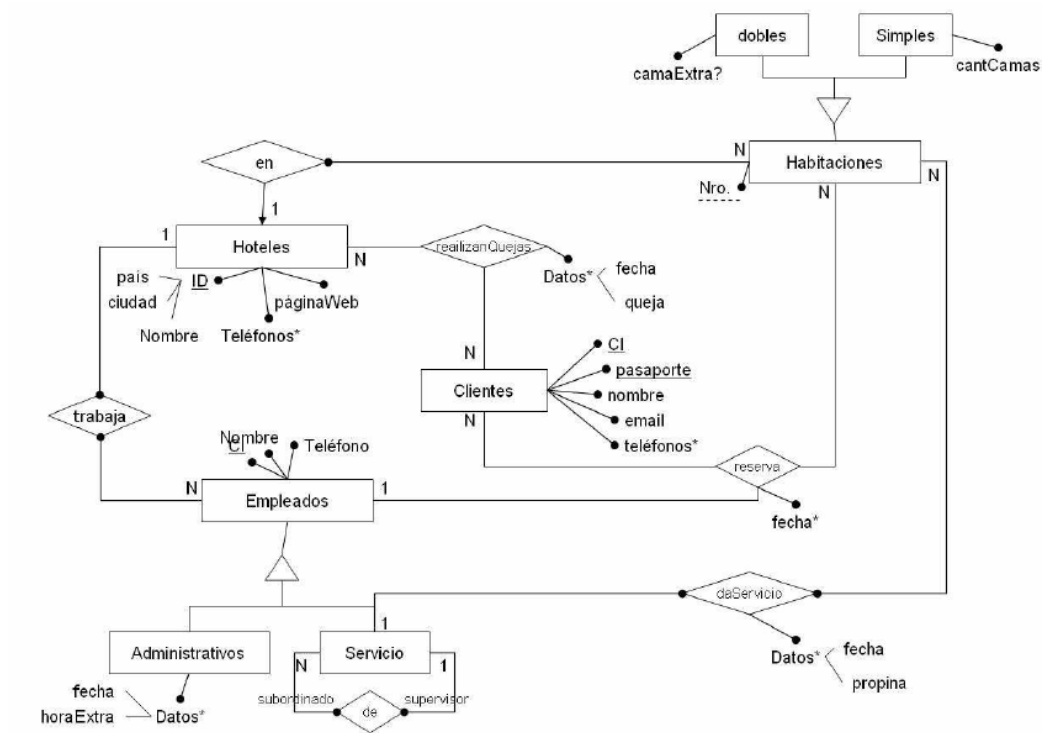 dobles
Simples
camaExtra?
cantCamas
en
N
Habitaciones
N
Nro.
N
1
1
Hoteles
N
reailizanQuejas
país
ID
ciudad
páginaWeb
Nombre
Teléfonos*
Datos*
fecha
queja
N
CI
Clientes
pasaporte
N
nombre
email
teléfonos*
trabaja
Nombre
CI
Teléfono
reserva
N
Empleados
1
fecha*
daServicio
1
Administrativos
Servicio
N
1
Datos*
fecha
propina
fecha
horaExtra
Datos*
subordinado
supervisor
de